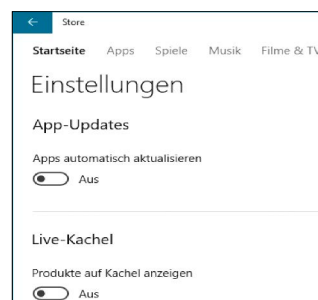 Store
Startseite Apps Spiele Musik Filme & TV
Einstellungen
App-Updates
Apps automatisch aktualisieren
Aus
Live-Kachel
Produkte auf Kachel anzeigen
Aus